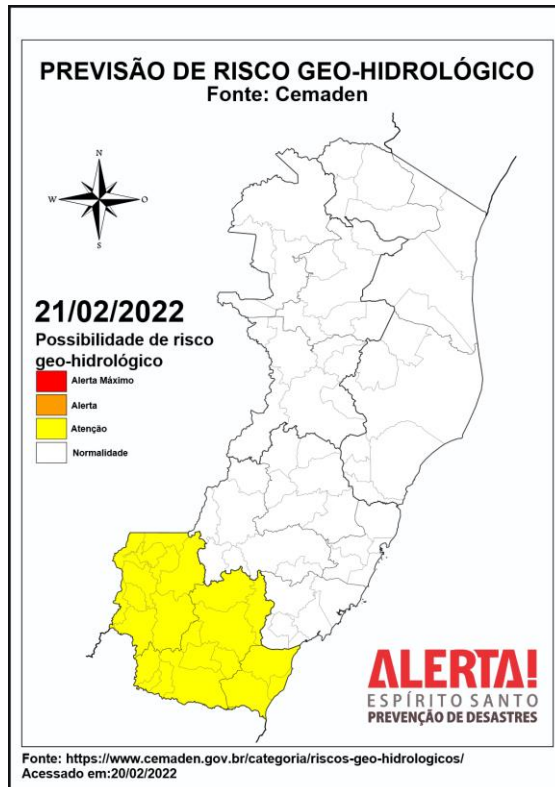 PREVISÃO DE RISCO GEO-HIDROLÓGICO
Fonte: Cemaden
N
W
O
S
21/02/2022
Possibilidade de risco
geo-hidrológico
Alerta Máximo
Alerta
Atenção
Normalidade
ALERTA!
ESPÍRITO SANTO
PREVENÇÃO DE DESASTRES
Fonte: https://www.cemaden.gov.br/categoria/riscos-geo-hidrologicos/
Acessado em:20/02/2022